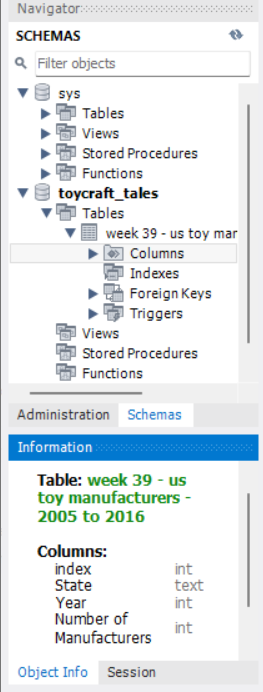 Navigator
SCHEMAS
Filter objects
sys
Tables
Views
Stored Procedures
Functions
toycraft_tales
Tables
week 39 - us toy mar
Columns
Indexes
Foreign Keys
Triggers
Views
Stored Procedures
Functions
Administration Schemas
Information
Table: week 39 - us
toy manufacturers -
2005 to 2016
Columns:
index int
State text
Year int
Number of
Manufacturers int
Object Info Session